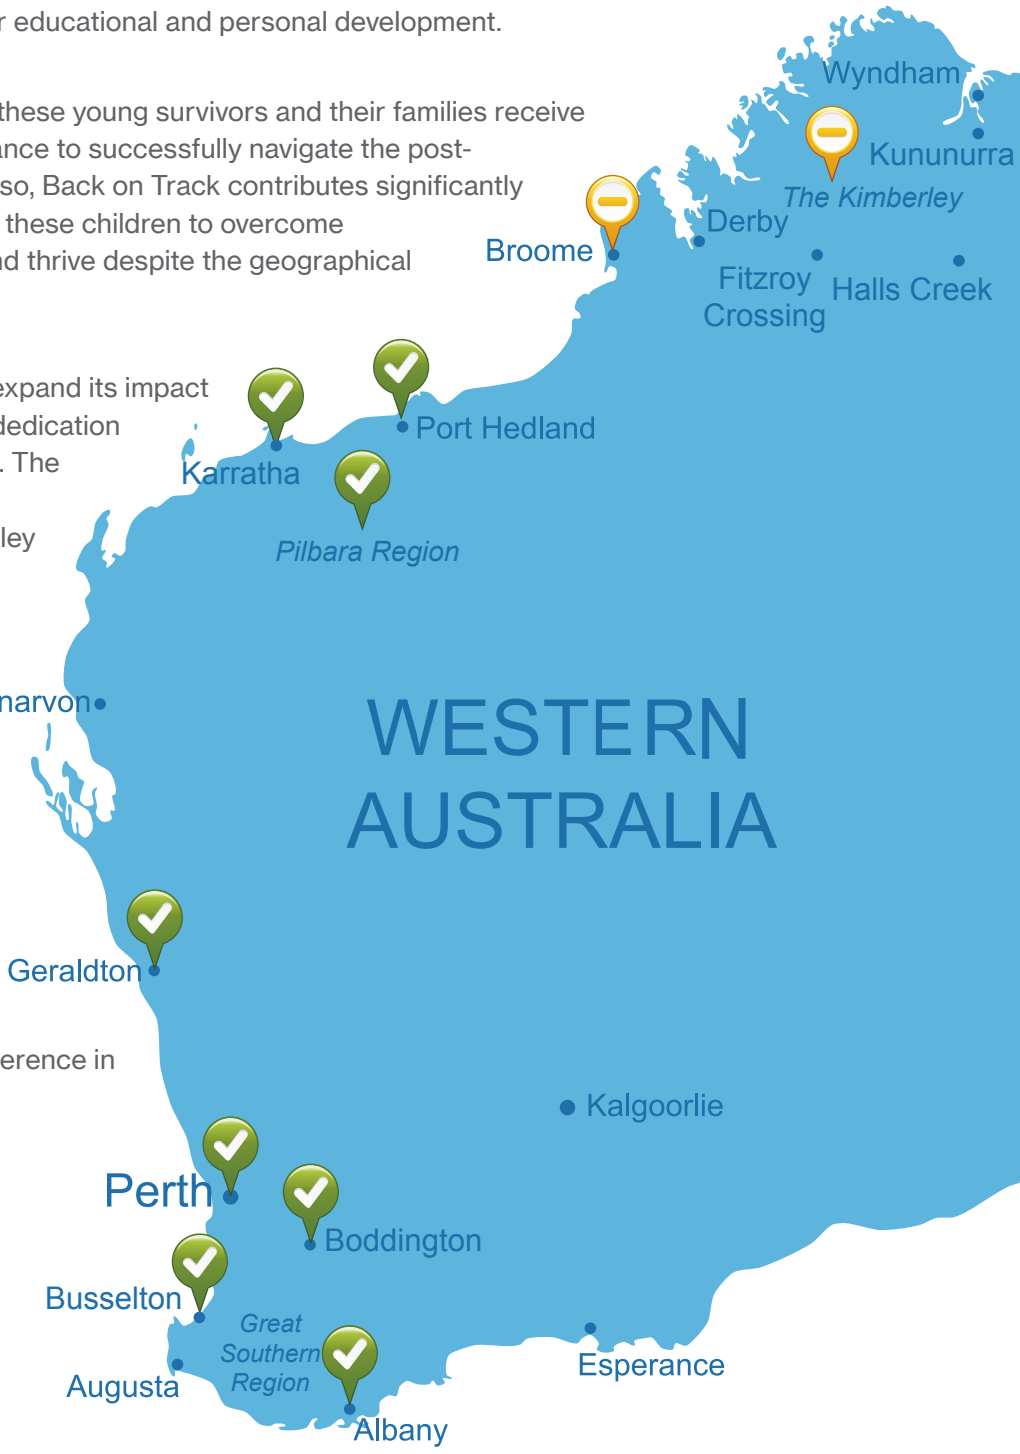 r educational and personal development.
these young survivors and their families receive
ance to successfully navigate the post-
so, Back on Track contributes significantly
these children to overcome
nd thrive despite the geographical
expand its impact
dedication
. The
ley
erence in
Wyndham
Kununurra
The Kimberley
Derby
Broome
Fitzroy
Crossing
Halls Creek
Port Hedland
Karratha
Pilbara Region
narvon
WESTERN
AUSTRALIA
Geraldton
Kalgoorlie
Perth
Boddington
Busselton
Great
Southern
Region
Esperance
Augusta
Albany